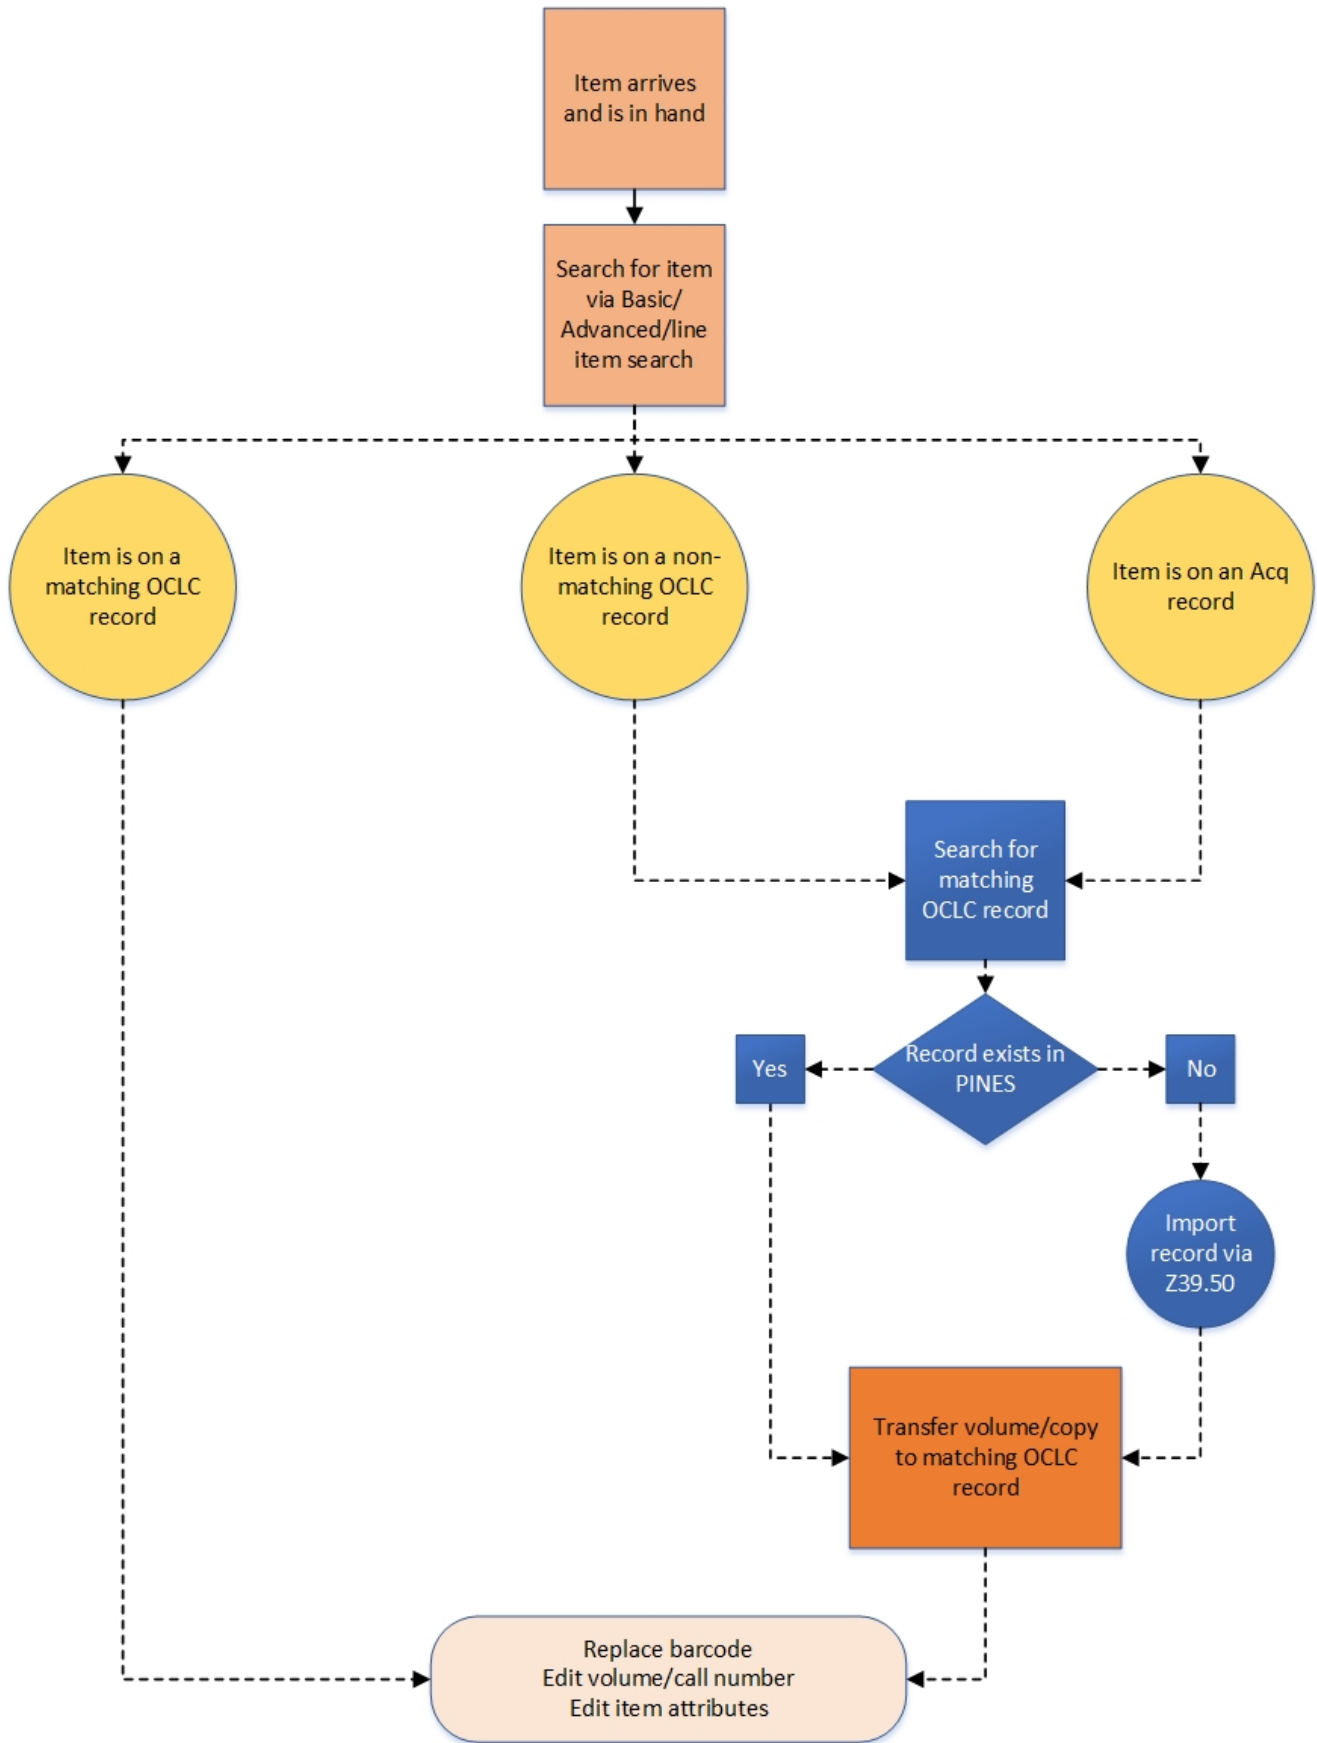 Item arrives
and is in hand
Search for item
via Basic/
Advanced/line
item search
Item is on a
matching OCLC
record
Item is on a non-
matching OCLC
record
Item is on an Acq
record
Search for
matching
OCLC record
Record exists in
PINES
Yes
No
Import
record via
Z39.50
Transfer volume/copy
to matching OCLC
record
Replace barcode
Edit volume/call number
Edit item attributes